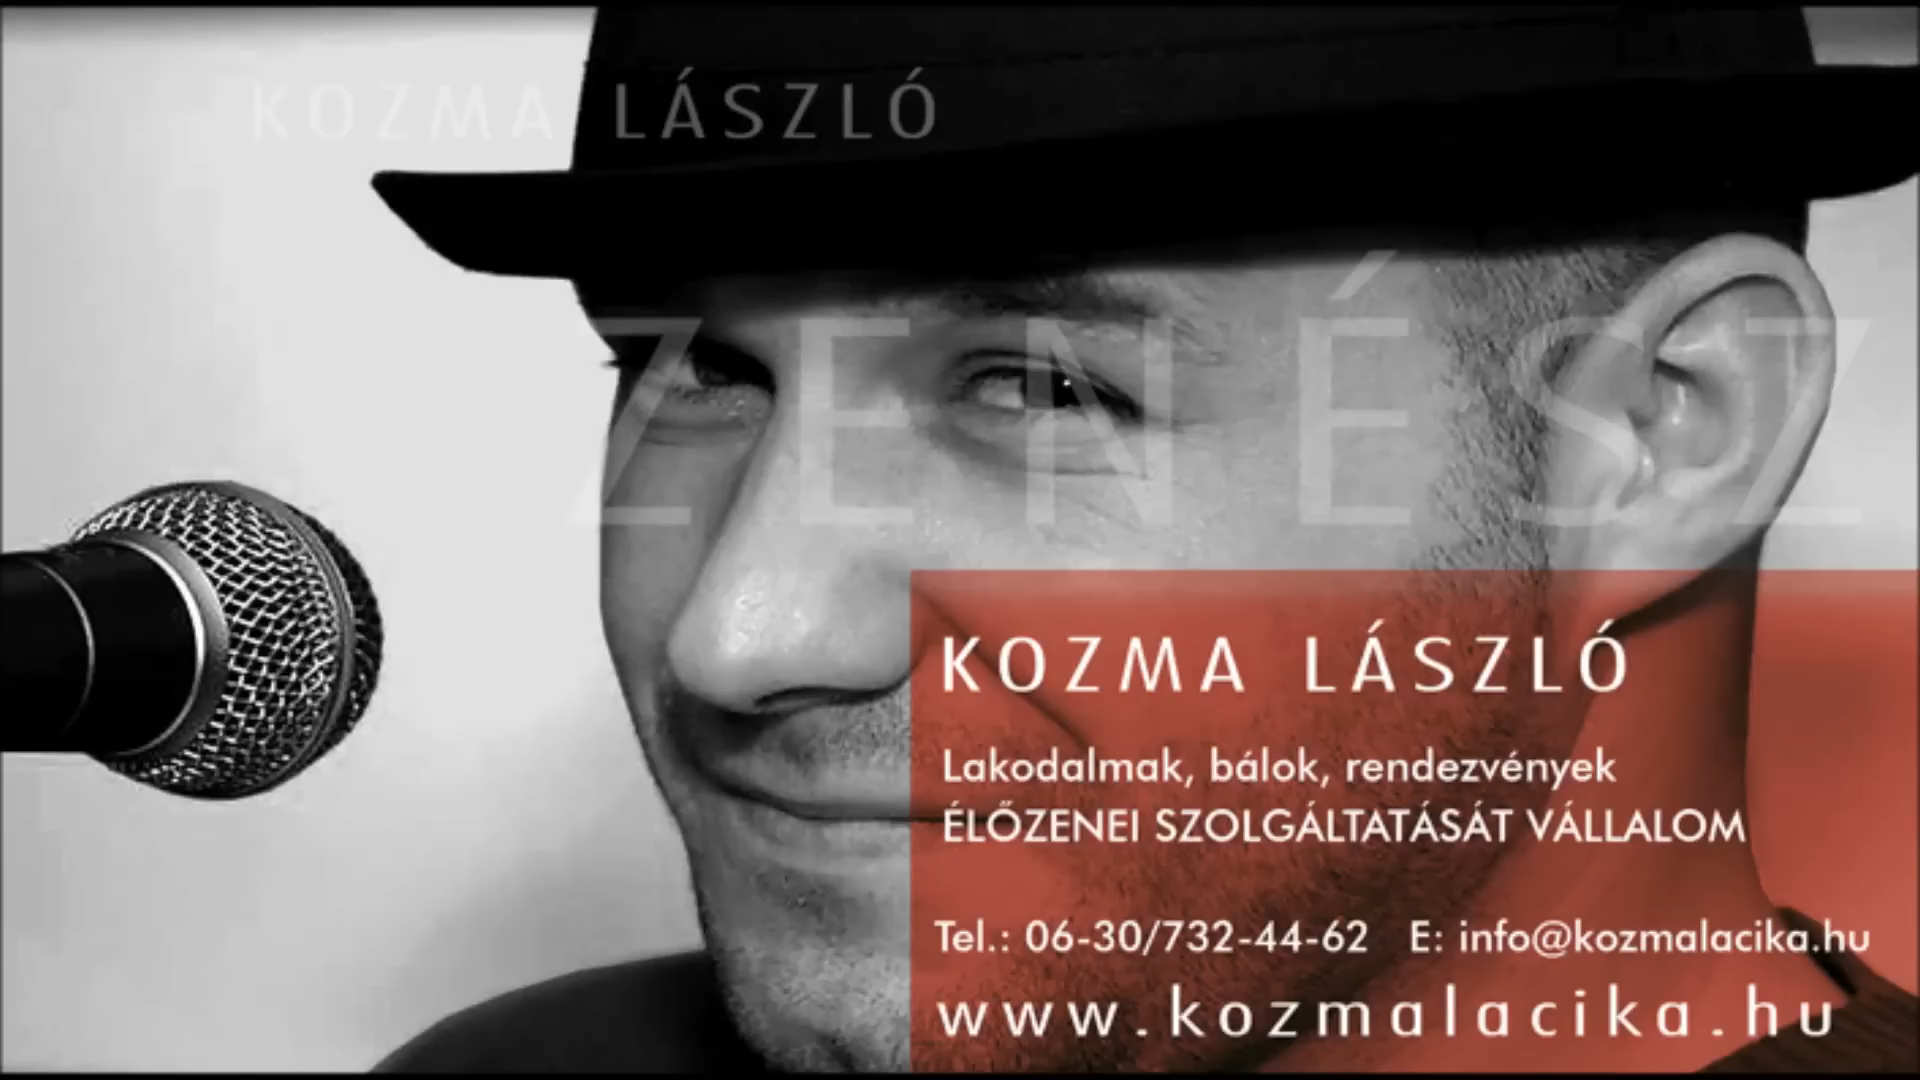 KOZMA LÁSZLÓ
ZENÉSZ
KOZMA LÁSZLÓ
Lakodalmak, bálok, rendezvények
ÉLŐZENEI SZOLGÁLTATÁSÁT VÁLLALOM
Tel.: 06-30/732-44-62 E: info@kozmalacika.hu
www.kozmalacika.hu